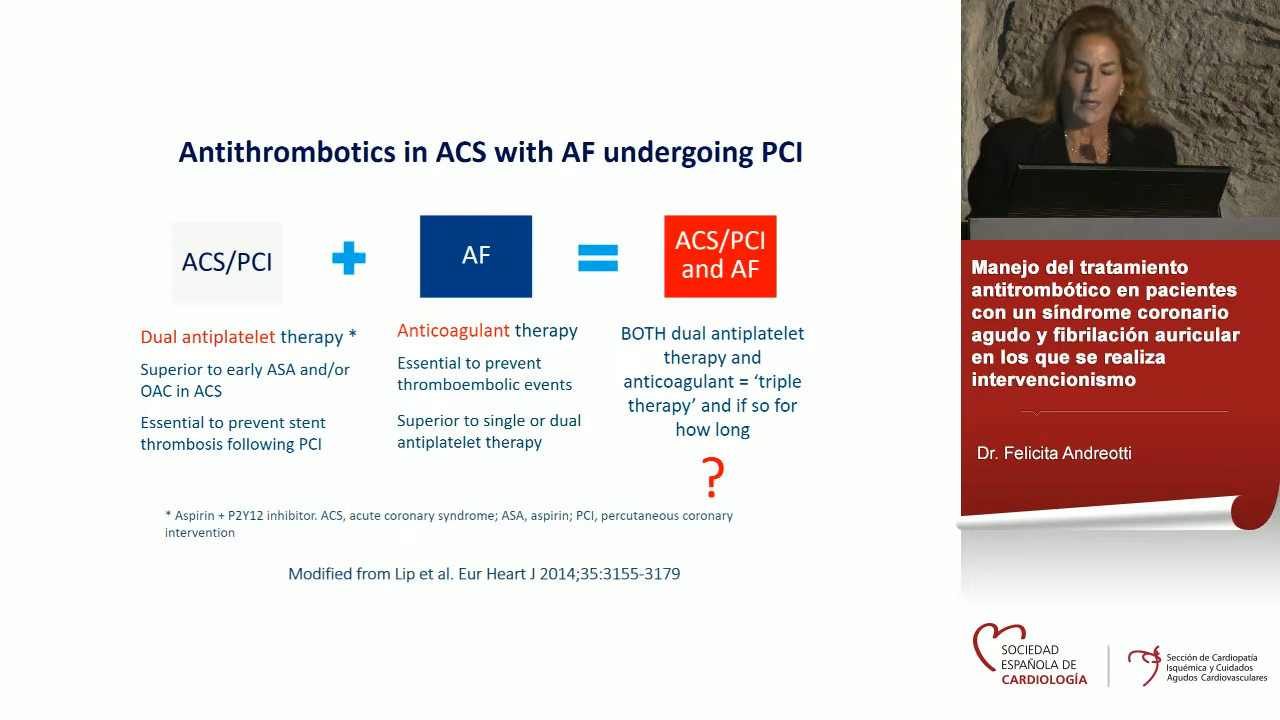 Antithrombotics in ACS with AF undergoing PCI
ACS/PCI
AF
ACS/PCI
and AF
Dual antiplatelet therapy *
Superior to early ASA and/or
OAC in ACS
Essential to prevent stent
thrombosis following PCI
Anticoagulant therapy
Essential to prevent
thromboembolic events
Superior to single or dual
antiplatelet therapy
BOTH dual antiplatelet
therapy and
anticoagulant = ‘triple
therapy’ and if so for
how long
?
* Aspirin + P2Y12 inhibitor. ACS, acute coronary syndrome; ASA, aspirin; PCI, percutaneous coronary
intervention
Modified from Lip et al. Eur Heart J 2014;35:3155-3179
Manejo del tratamiento
antitrombótico en pacientes
con un síndrome coronario
agudo y fibrilación auricular
en los que se realiza
intervencionismo
Dr. Felicita Andreotti
SOCIEDAD
ESPAÑOLA DE
CARDIOLOGÍA
Sección de Cardiopatía
Isquémica y Cuidados
Agudos Cardiovasculares